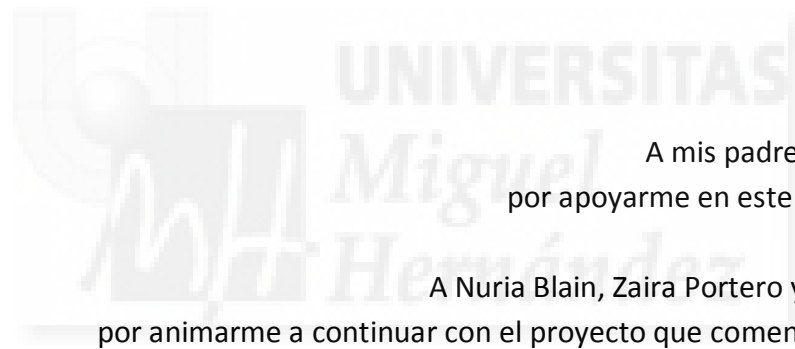 UNIVERSITAS
Miguel
Hernández
A mis padre
por apoyarme en este
A Nuria Blain, Zaira Portero y
por animarme a continuar con el proyecto que comen